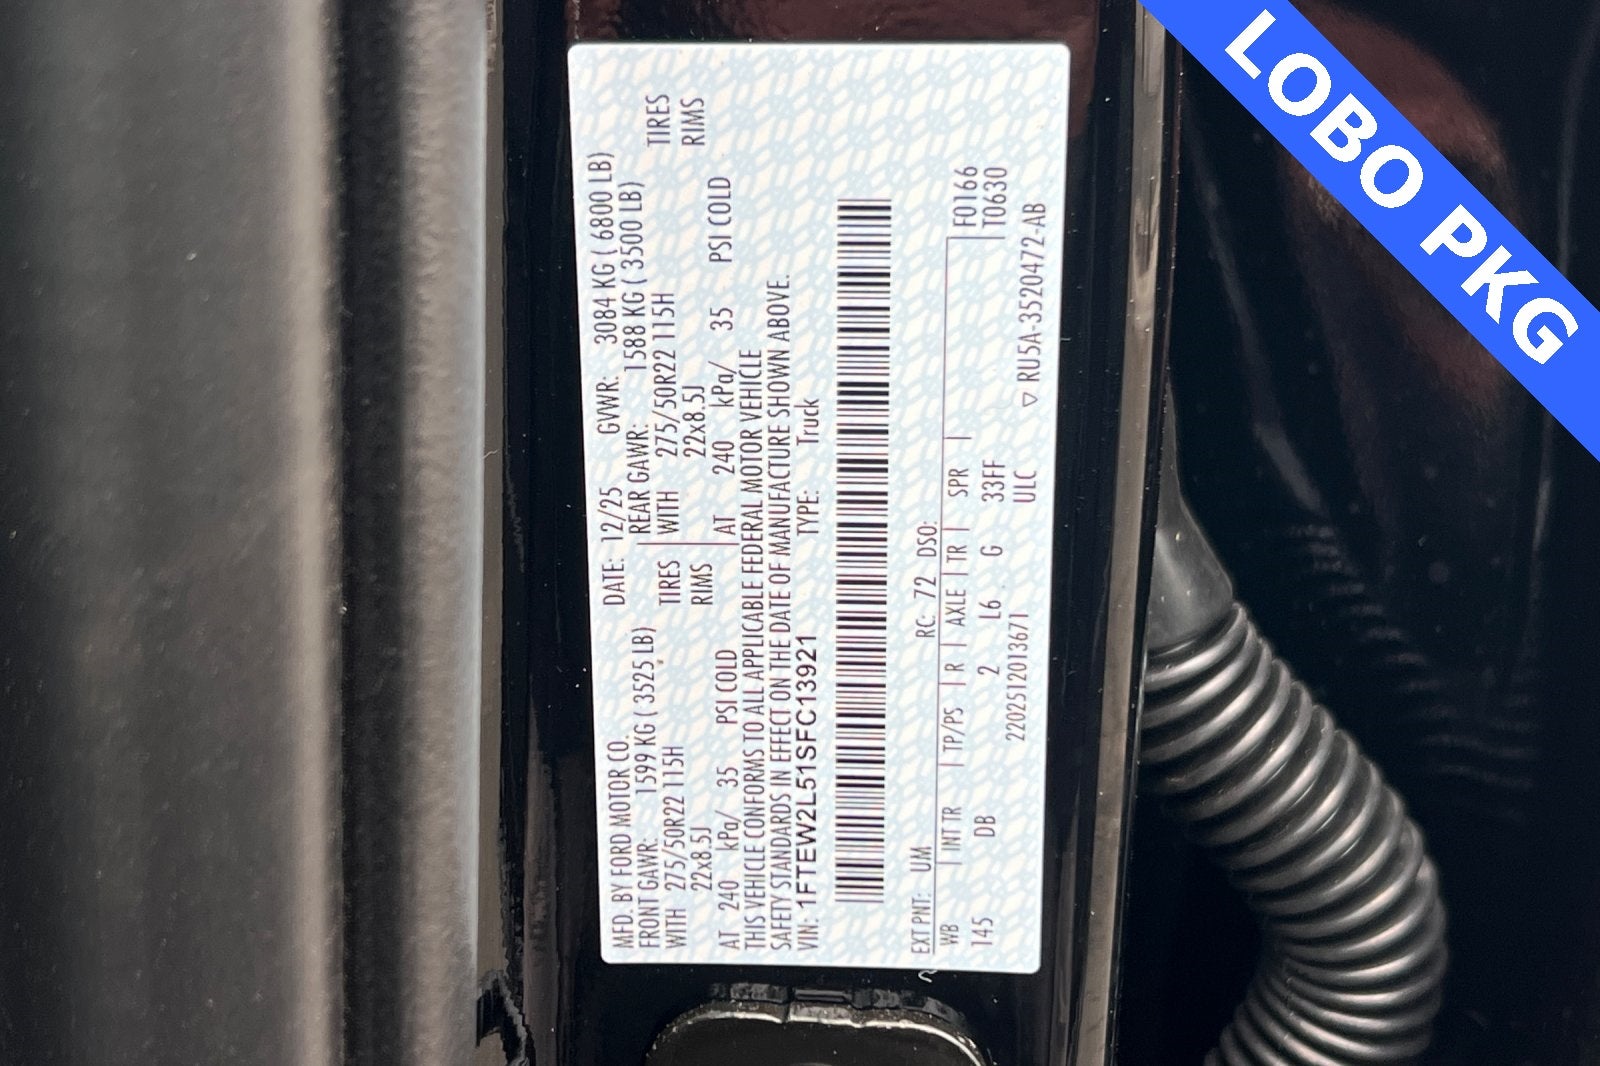 LOBO PKG
MFD. BY FORD MOTOR CO. DATE: 12/25 GVWR: 3084 KG ( 6800 LB)
FRONT GAWR: 1599 KG ( 3525 LB) REAR GAWR: 1588 KG ( 3500 LB)
WITH 275/50R22 115H TIRES WITH 275/50R22 115H TIRES
22x8.5J RIMS 22x8.5J RIMS
AT 240 kPa/ 35 PSI COLD AT 240 kPa/ 35 PSI COLD
THIS VEHICLE CONFORMS TO ALL APPLICABLE FEDERAL MOTOR VEHICLE
SAFETY STANDARDS IN EFFECT ON THE DATE OF MANUFACTURE SHOWN ABOVE.
VIN: 1FTEW2L51SFC13921 TYPE: Truck
EXT PNT: UM RC: 72 DSO: F0166
WB INT TR TP/PS R AXLE TR SPR T0630
145 DB 2 L6 G 33FF
2202512013671 ULC ▽ RU5A-3520472-AB